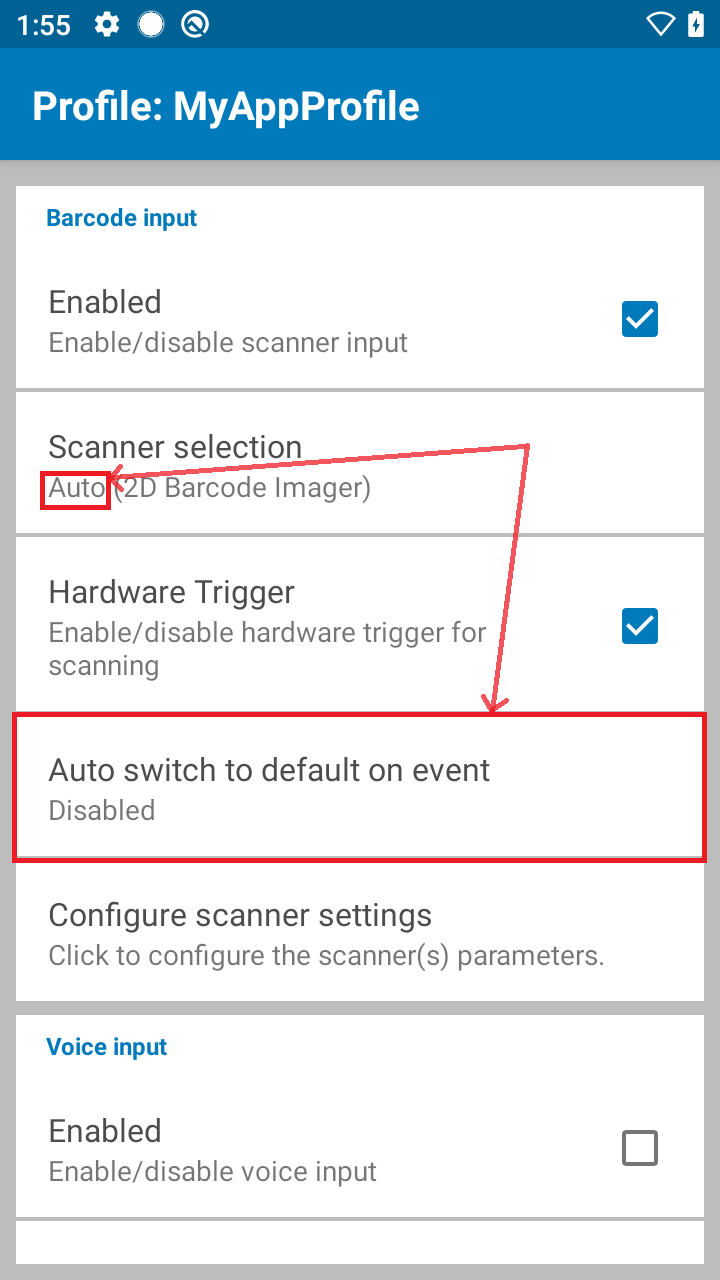 1:55
Profile: MyAppProfile
Barcode input
Enabled
Enable/disable scanner input
Scanner selection
Auto (2D Barcode Imager)
Hardware Trigger
Enable/disable hardware trigger for
scanning
Auto switch to default on event
Disabled
Configure scanner settings
Click to configure the scanner(s) parameters.
Voice input
Enabled
Enable/disable voice input